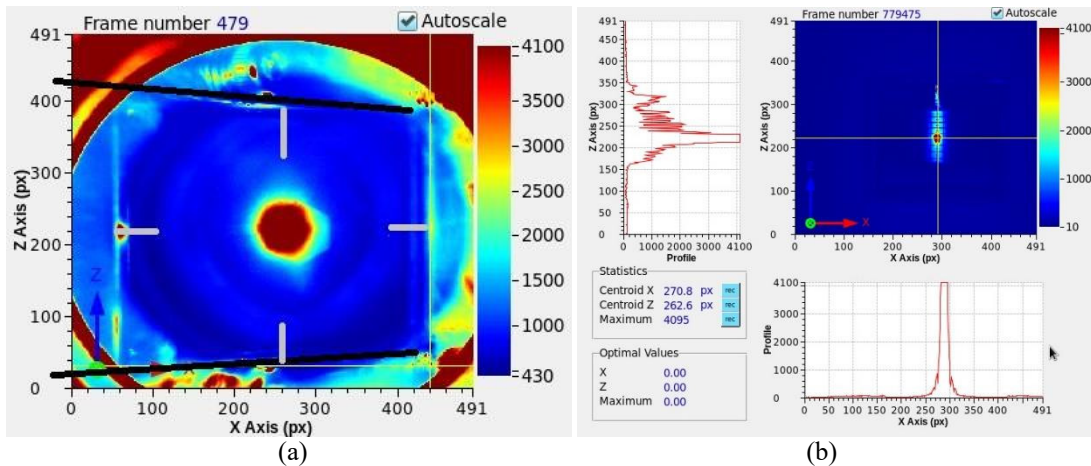 Frame number 479
Autoscale
491
400
300
200
100
0
Z Axis (px)
Z
0 100 200 300 400 491
X Axis (px)
4100
3500
3000
2500
2000
1500
1000
430
(a)
491
450
400
350
300
250
200
150
100
50
0
Z Axis (px)
0 1000 2000 3000 4100
Profile
Frame number 779475
Autoscale
491
400
300
200
100
0
Z Axis (px)
X
0 100 200 300 400 491
X Axis (px)
4100
3000
2000
1000
10
Statistics
Centroid X 270.8 px rec
Centroid Z 262.6 px rec
Maximum 4095 rec
Optimal Values
X 0.00
Z 0.00
Maximum 0.00
4100
3000
2000
1000
0
Profile
0 50 100 150 200 250 300 350 400 491
X Axis (px)
(b)